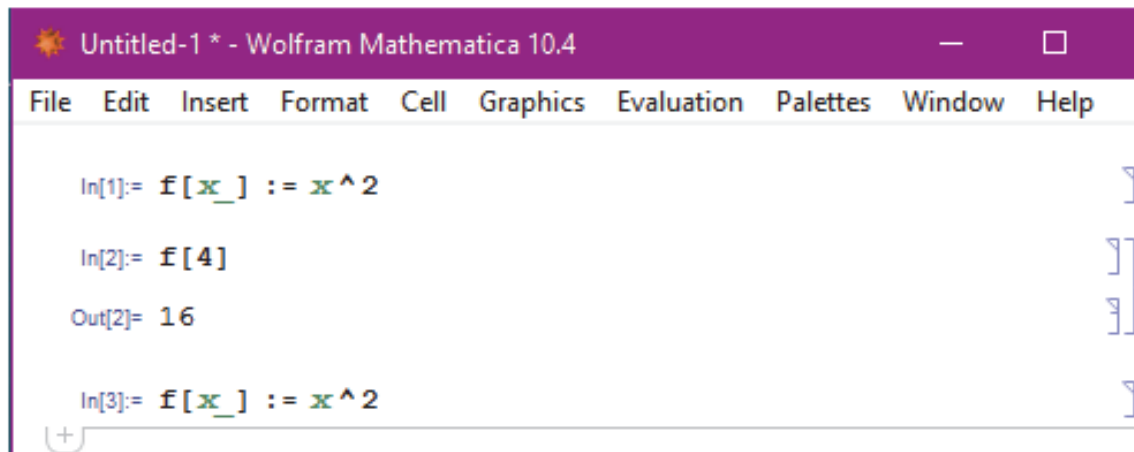 Untitled-1 * - Wolfram Mathematica 10.4
File Edit Insert Format Cell Graphics Evaluation Palettes Window Help
In[1]:= f[x_] := x^2
In[2]:= f[4]
Out[2]= 16
In[3]:= f[x_] := x^2